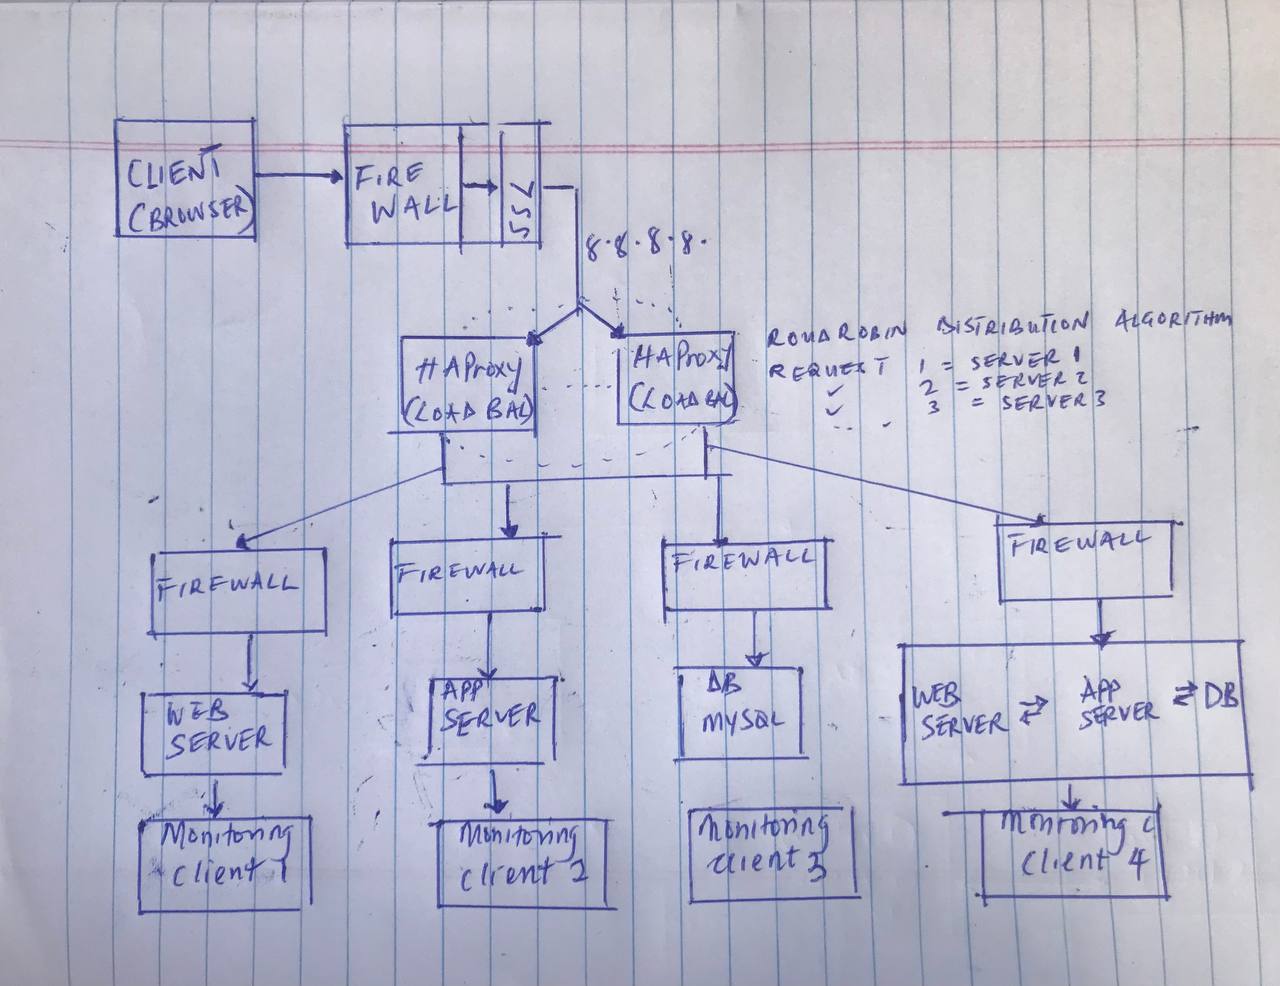 CLIENT
(BROWSER)
FIRE
WALL
SSL
8.8.8.8.
HAProxy
(LOAD BAL)
HAProxy
(LOAD BAL)
ROUND ROBIN DISTRIBUTION ALGORITHM
REQUEST 1 = SERVER 1
✓ 2 = SERVER 2
✓ 3 = SERVER 3
.. . .
FIREWALL
FIREWALL
FIREWALL
FIREWALL
WEB
SERVER
APP
SERVER
DB
MYSQL
WEB
SERVER
⇄
APP
SERVER
⇄ DB
Monitoring
client 1
Monitoring
client 2
Monitoring
client 3
Monitoring c
client 4